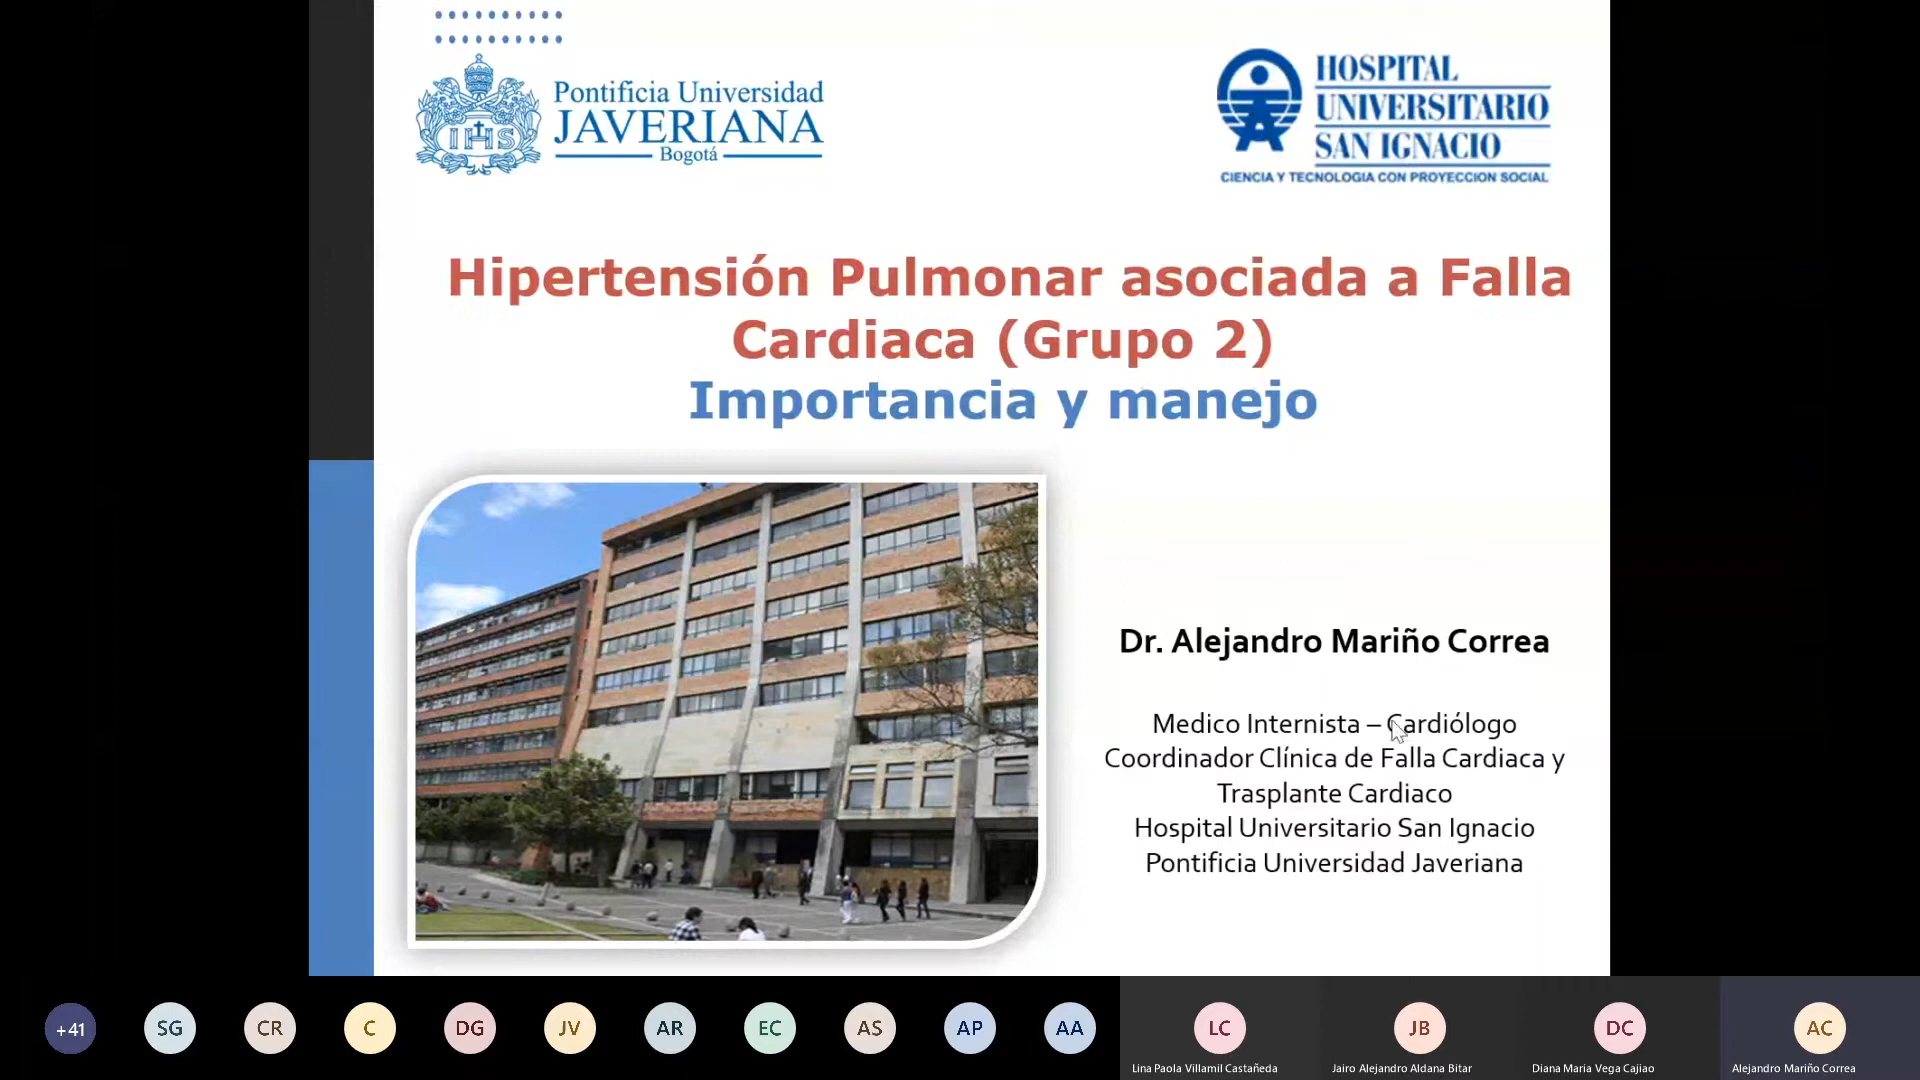 Pontificia Universidad
JAVERIANA
Bogotá
IHS
HOSPITAL
UNIVERSITARIO
SAN IGNACIO
CIENCIA Y TECNOLOGIA CON PROYECCION SOCIAL
Hipertensión Pulmonar asociada a Falla
Cardiaca (Grupo 2)
Importancia y manejo
Dr. Alejandro Mariño Correa
Medico Internista – Cardiólogo
Coordinador Clínica de Falla Cardiaca y
Trasplante Cardiaco
Hospital Universitario San Ignacio
Pontificia Universidad Javeriana
+41
SG
CR
C
DG
JV
AR
EC
AS
AP
AA
LC
JB
DC
AC
Lina Paola Villamil Castañeda
Jairo Alejandro Aldana Bitar
Diana Maria Vega Cajiao
Alejandro Mariño Correa